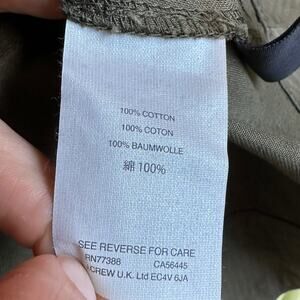 100% COTTON
100% COTON
100% BAUMWOLLE
綿 100%
SEE REVERSE FOR CARE
RN77388 CA56445
CREW U.K. Ltd EC4V 6JA